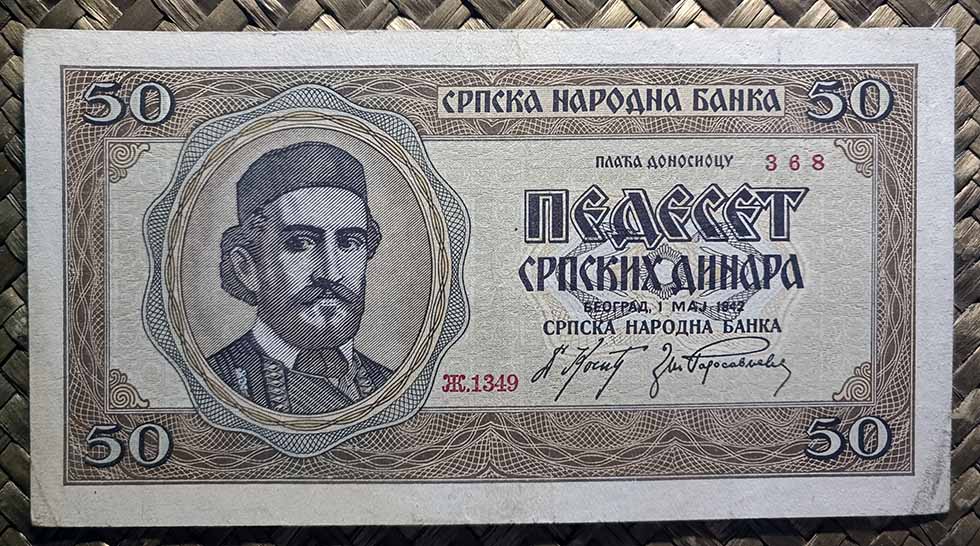 50 СРПСКА НАРОДНА БАНКА 50
ПЛАЋА ДОНОСИОЦУ 368
ПЕДЕСЕТ
СРПСКИХ ДИНАРА
БЕОГРАД, 1 МАЈ 1942
СРПСКА НАРОДНА БАНКА
Ж.1349
50 50